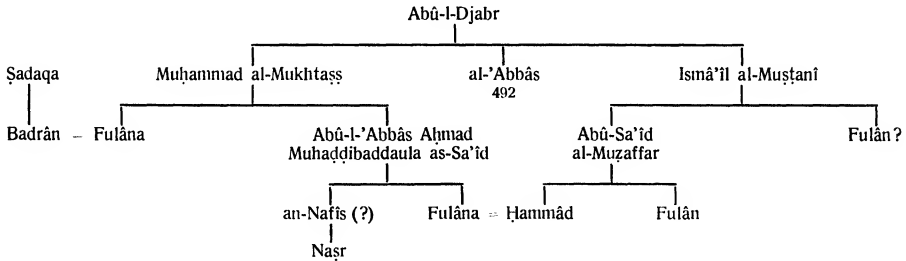 Abû-l-Djabr
Ṣadaqa Muḥammad al-Mukhtaṣṣ al-'Abbâs Ismâ'îl al-Muṣṭanî
492
Badrân – Fulâna Abû-l-'Abbâs Aḥmad Abû-Sa'îd Fulân?
Muhaḍḍibaddaula as-Sa'îd al-Muẓaffar
an-Nafîs (?) Fulâna = Ḥammâd Fulân
Naṣr